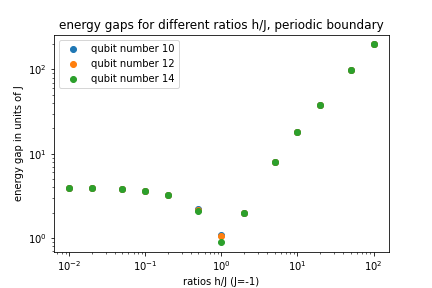 energy gaps for different ratios h/J, periodic boundary
qubit number 10
qubit number 12
qubit number 14
energy gap in units of J
10²
10¹
10⁰
10⁻² 10⁻¹ 10⁰ 10¹ 10²
ratios h/J (J=-1)